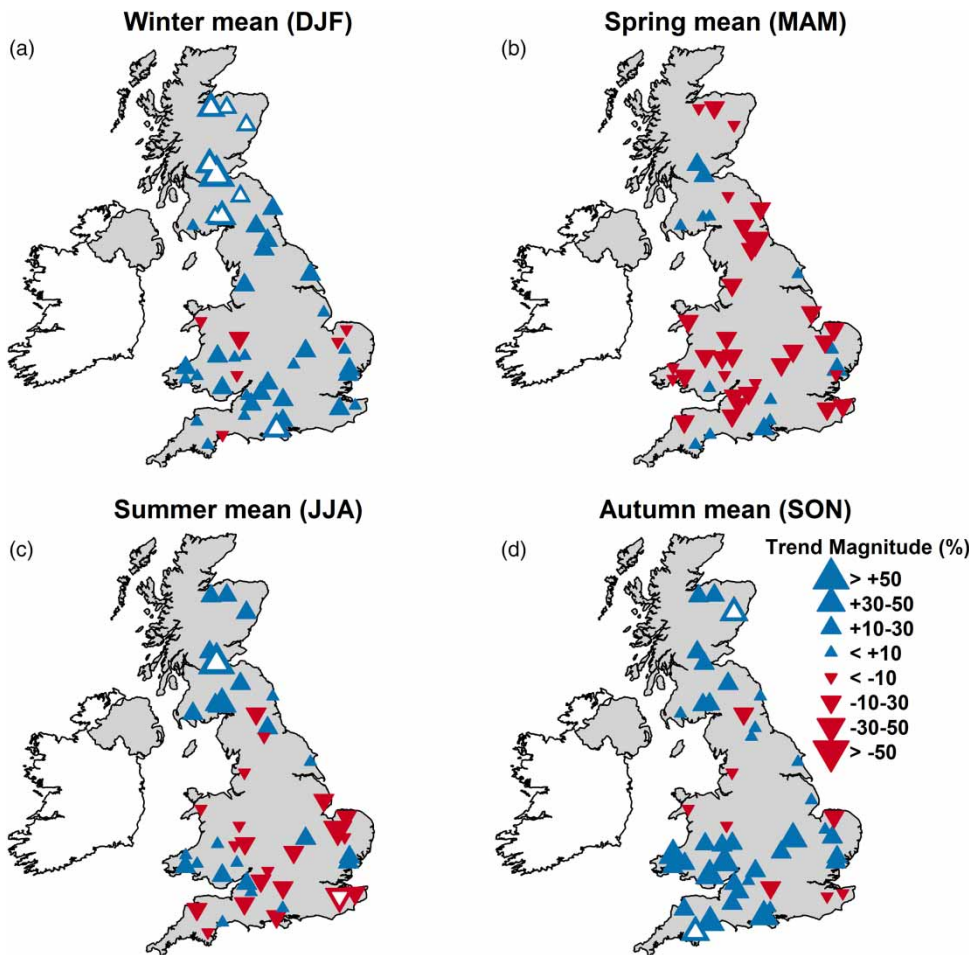 Winter mean (DJF)
(a)
Spring mean (MAM)
(b)
Summer mean (JJA)
(c)
Autumn mean (SON)
(d)
Trend Magnitude (%)
> +50
+30-50
+10-30
< +10
< -10
-10-30
-30-50
> -50